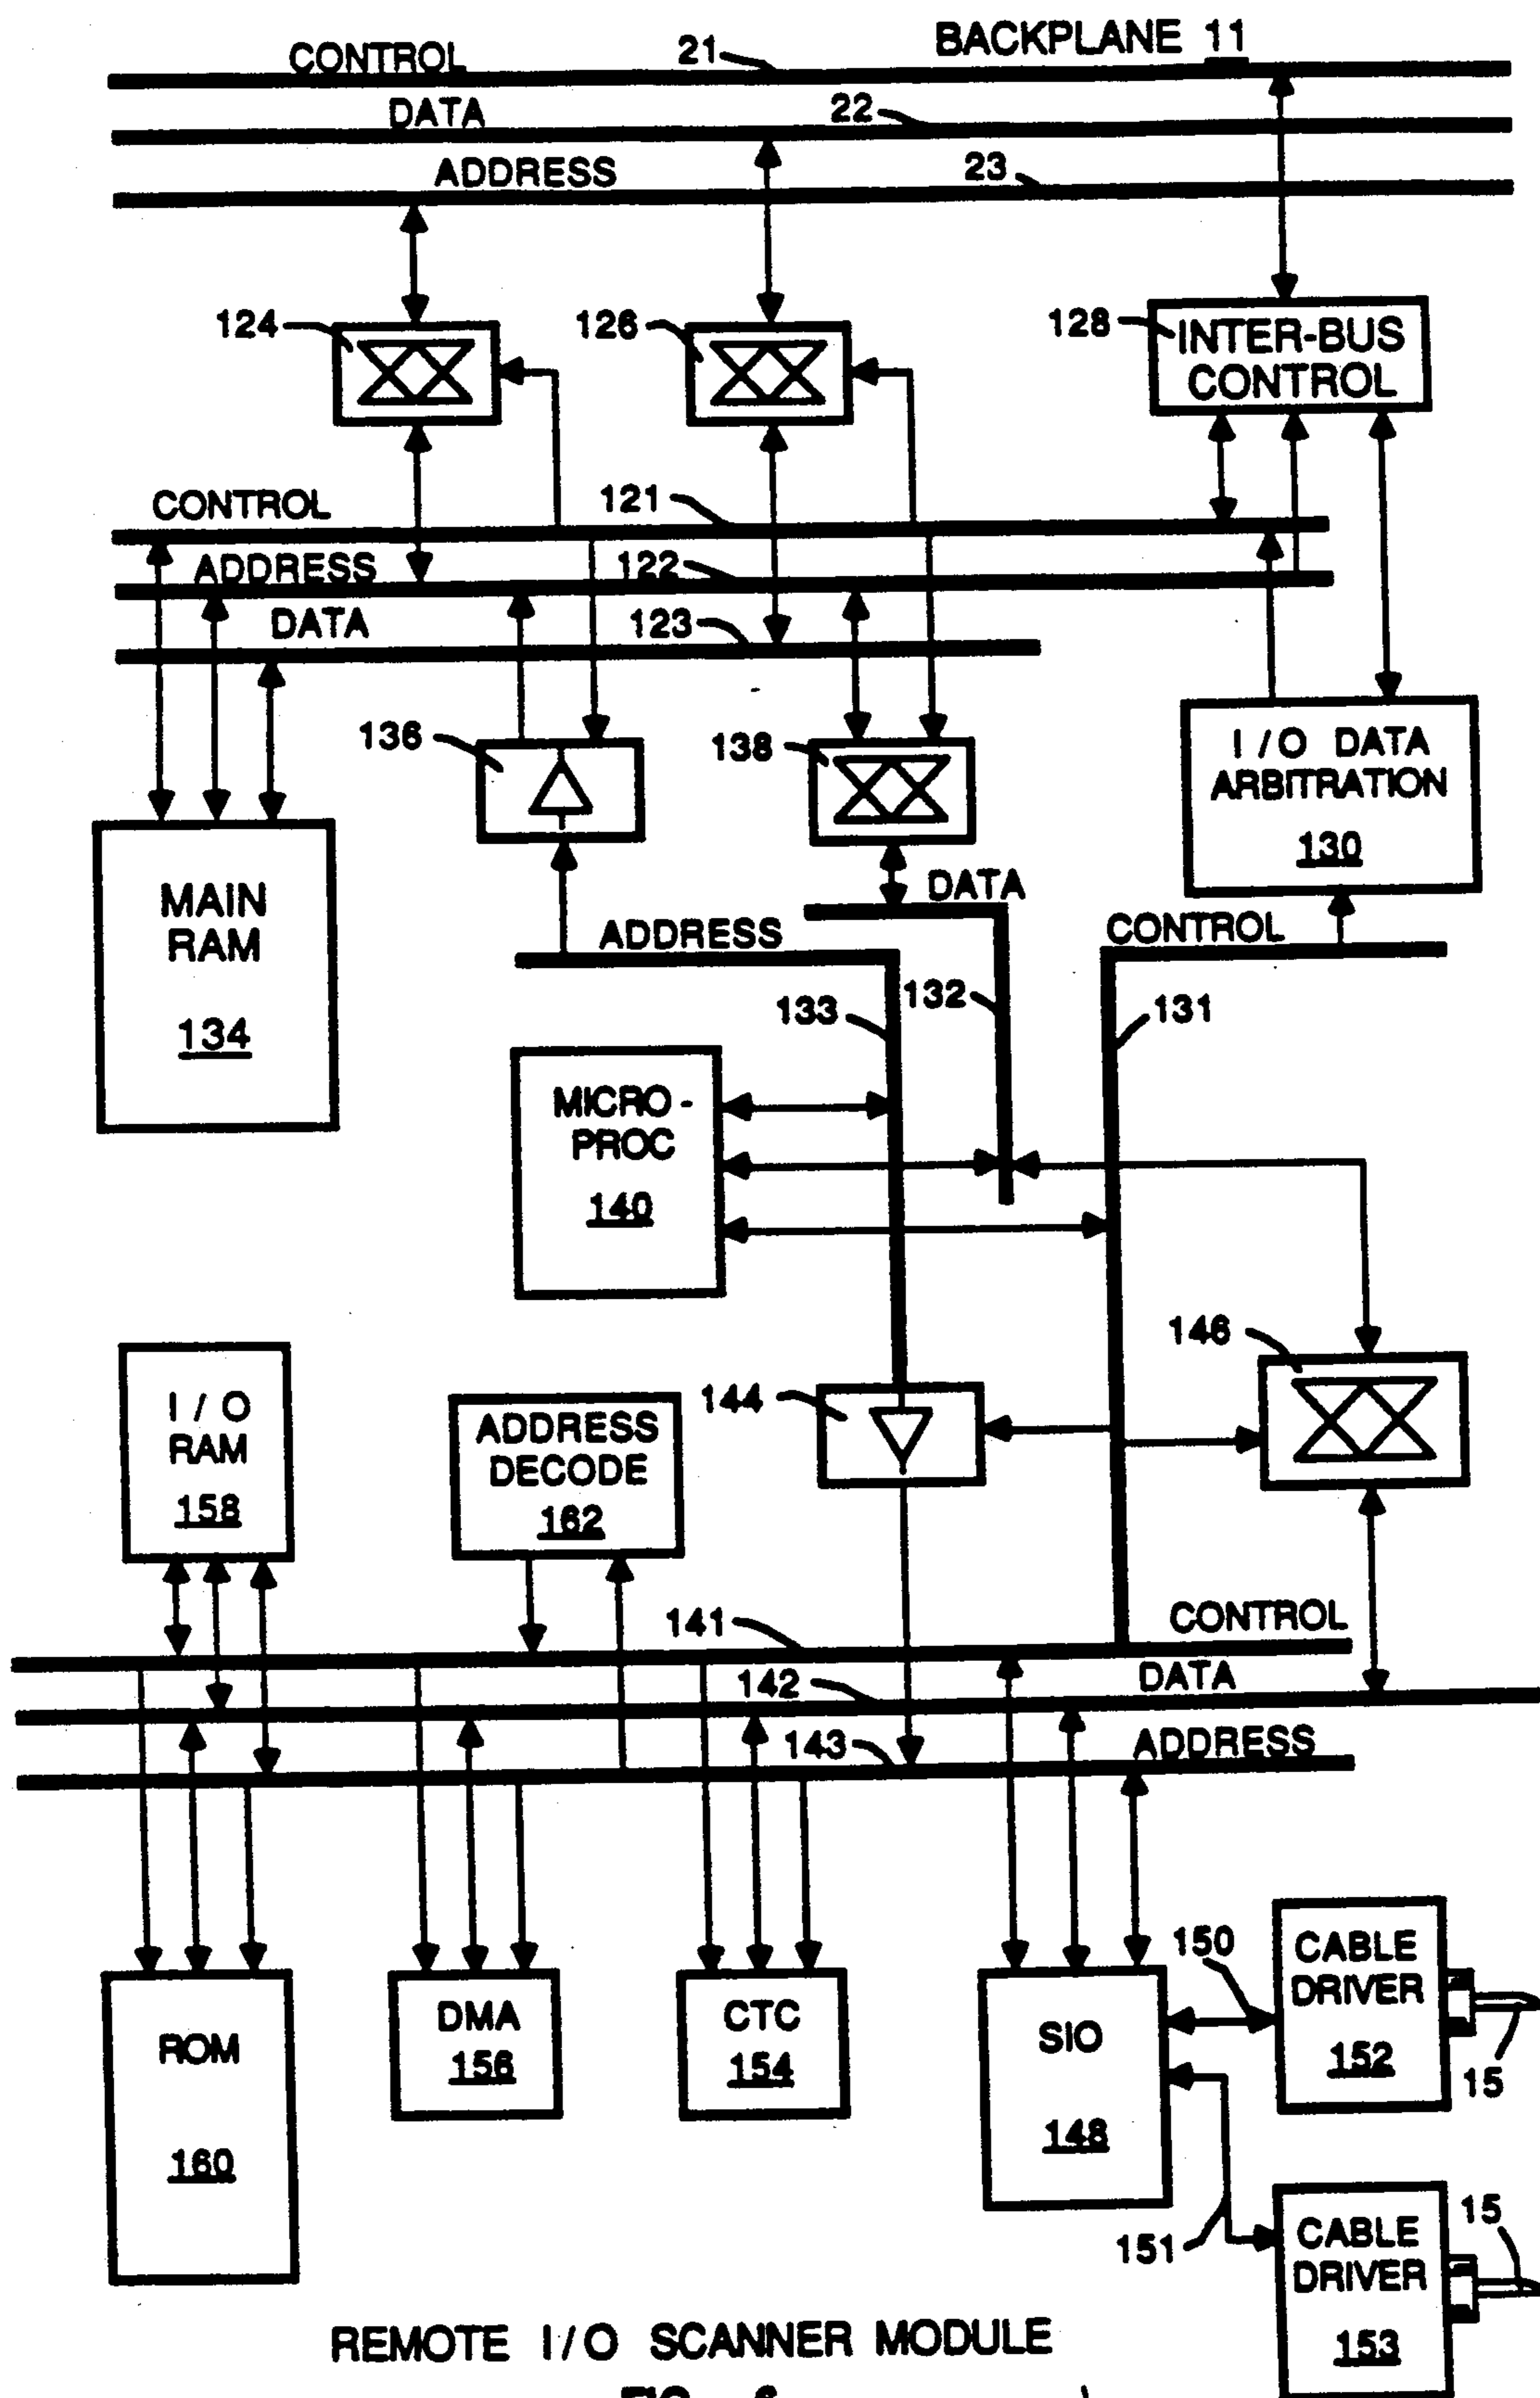 BACKPLANE 11
CONTROL 21
DATA 22
ADDRESS 23
124
126
128
INTER-BUS
CONTROL
CONTROL 121
ADDRESS 122
DATA 123
136
138
I/O DATA
ARBITRATION
130
MAIN
RAM
134
DATA
ADDRESS
CONTROL
133
132
131
MICRO-
PROC
140
146
I/O
RAM
158
ADDRESS
DECODE
162
144
141
CONTROL
142
DATA
143
ADDRESS
ROM
160
DMA
156
CTC
154
SIO
148
150
CABLE
DRIVER
152
15
151
CABLE
DRIVER
153
15
REMOTE I/O SCANNER MODULE